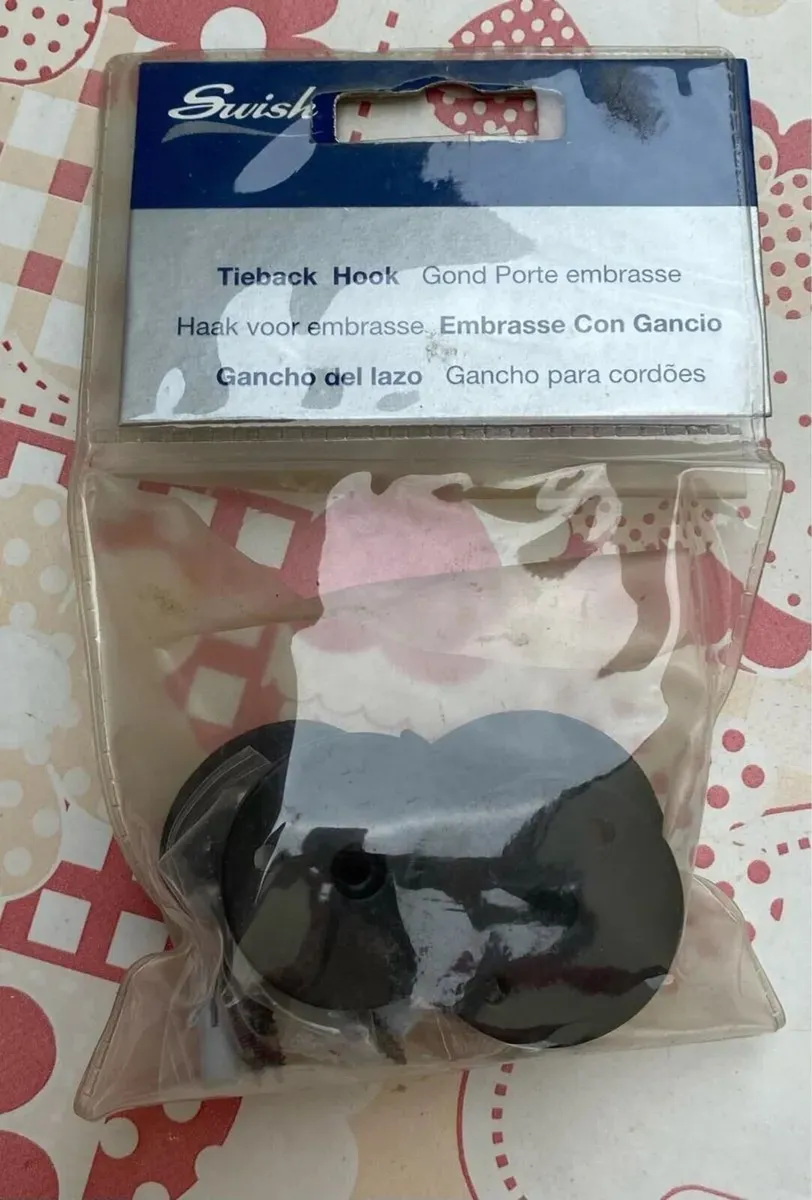 Swish
Tieback Hook Gond Porte embrasse
Haak voor embrasse Embrasse Con Gancio
Gancho del lazo Gancho para cordões